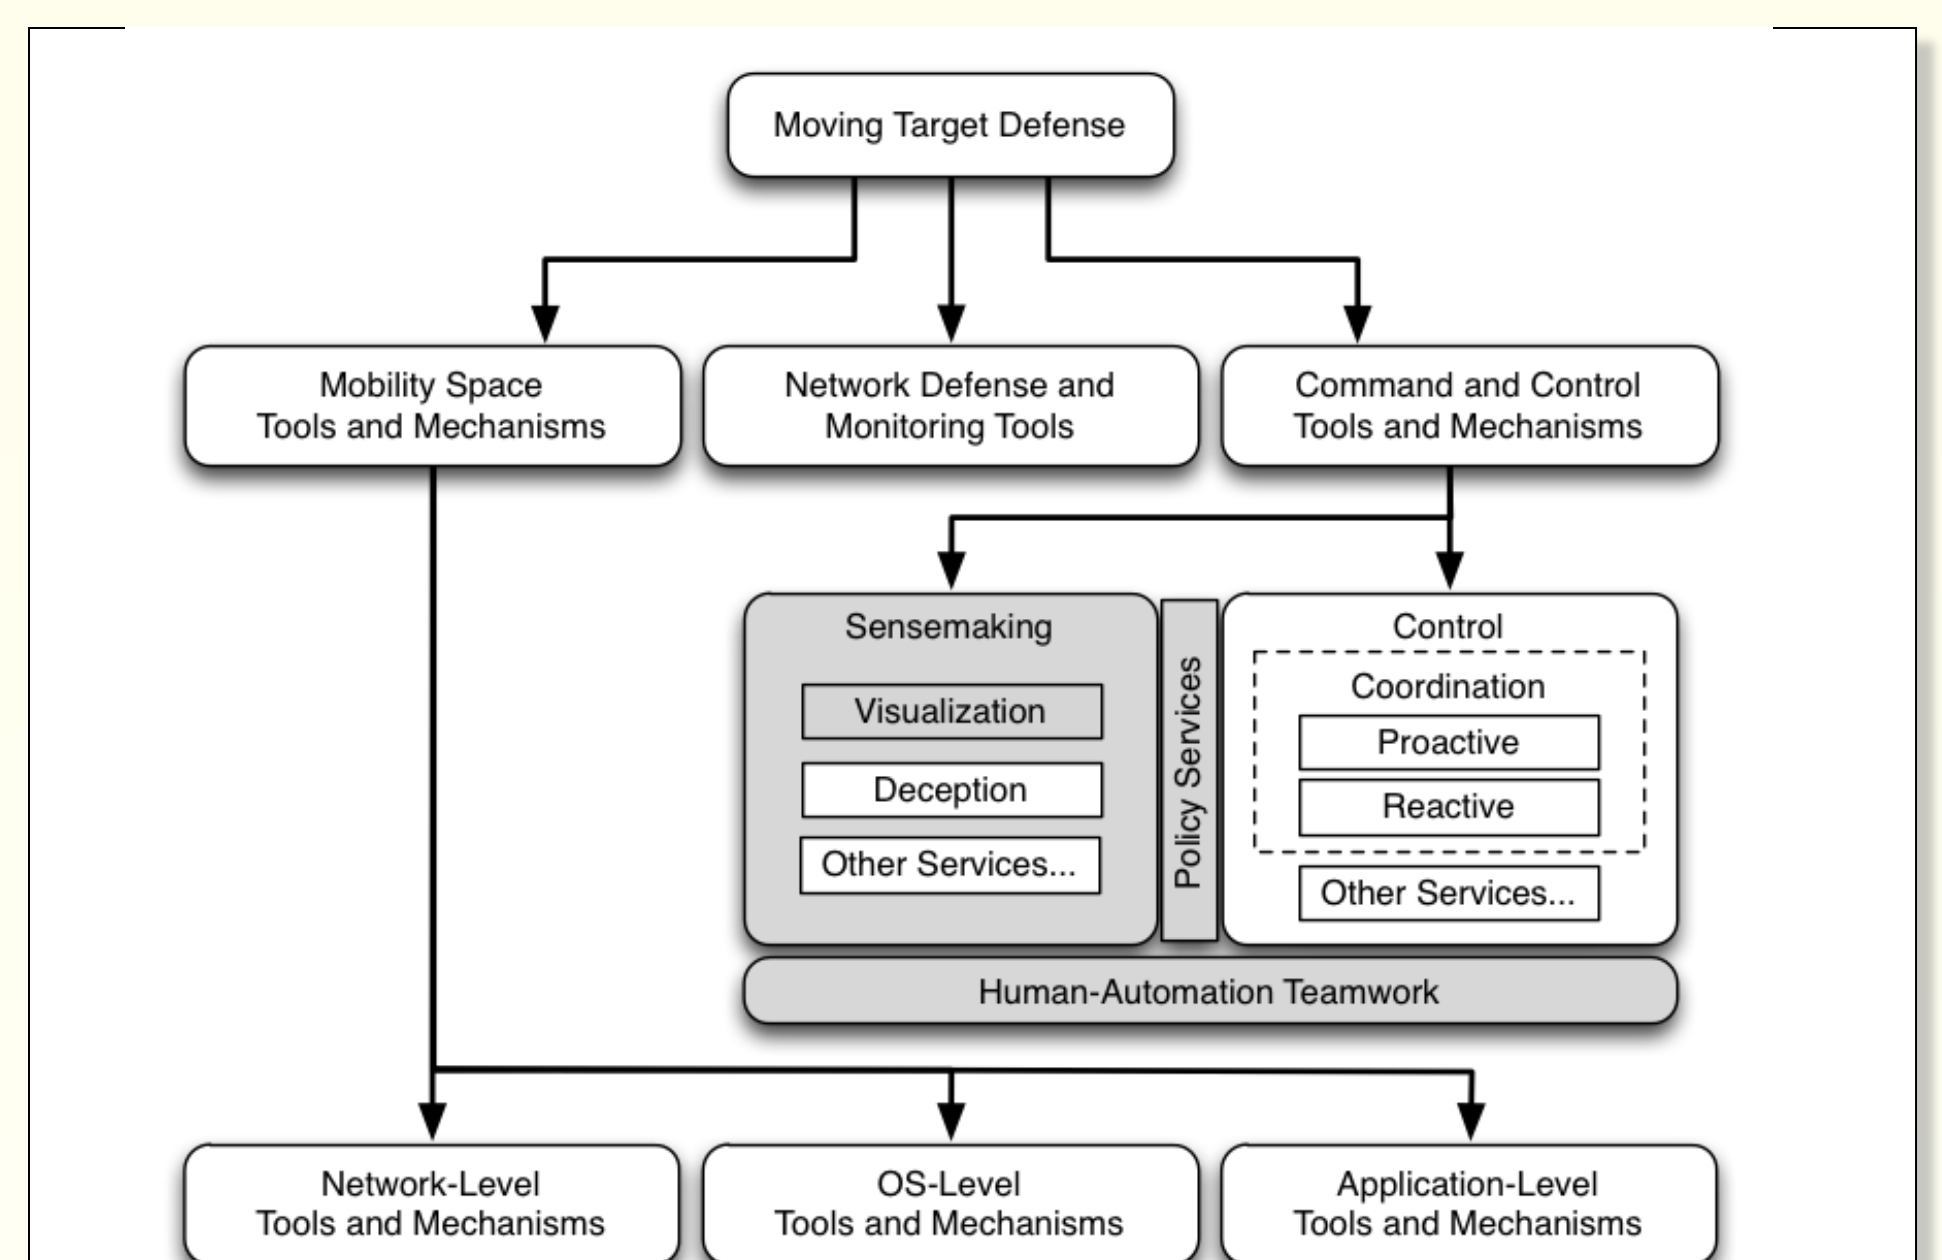 Moving Target Defense
Mobility Space
Tools and Mechanisms
Network Defense and
Monitoring Tools
Command and Control
Tools and Mechanisms
Sensemaking
Visualization
Deception
Other Services...
Policy Services
Control
Coordination
Proactive
Reactive
Other Services...
Human-Automation Teamwork
Network-Level
Tools and Mechanisms
OS-Level
Tools and Mechanisms
Application-Level
Tools and Mechanisms